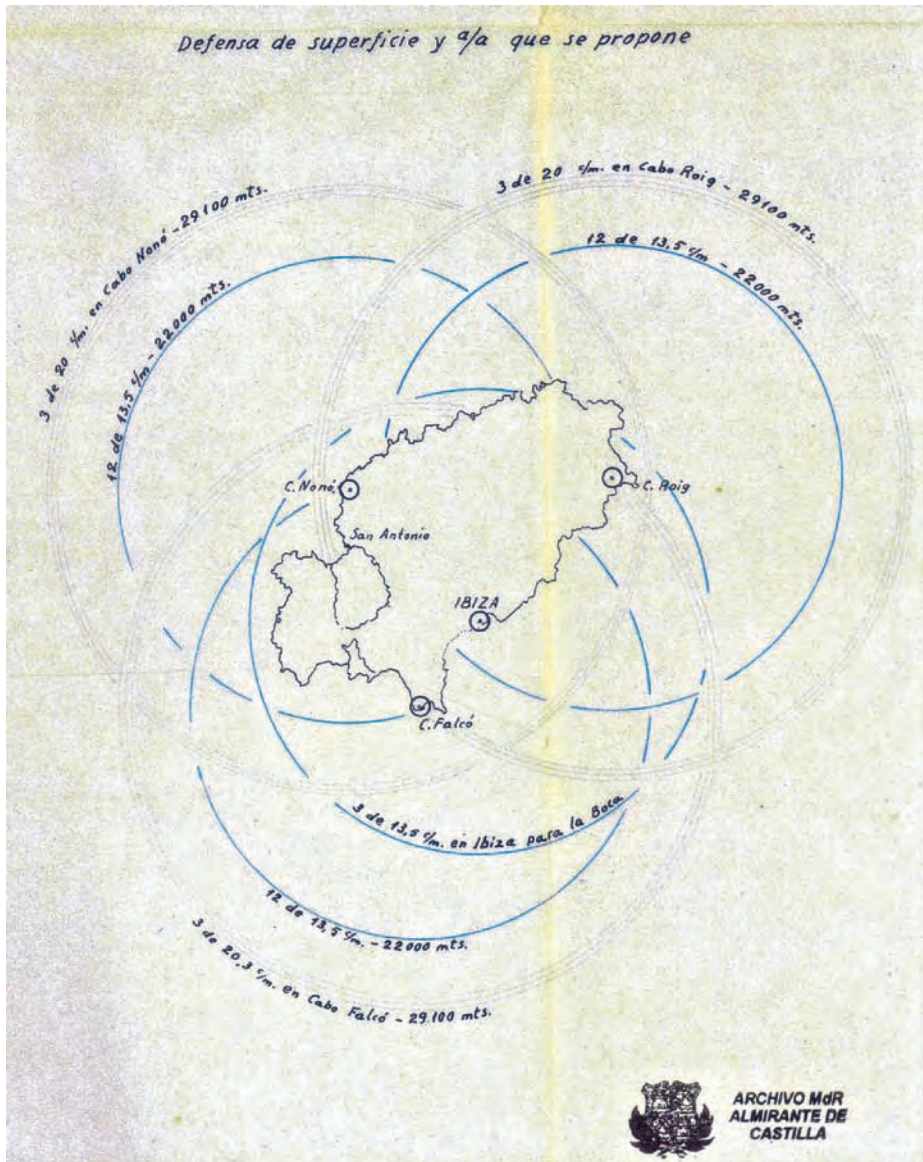 Defensa de superficie y a/a que se propone
3 de 20 c/m. en Cabo Nonó - 29100 mts.
3 de 20 c/m. en Cabo Roig - 29100 mts.
12 de 13,5 c/m - 22000 mts.
12 de 13,5 c/m - 22000 mts.
C. Nonó
C. Roig
San Antonio
IBIZA
C. Falcó
3 de 13,5 c/m. en Ibiza para la Boca
12 de 13,5 c/m. - 22000 mts.
3 de 20,3 c/m. en Cabo Falcó - 29.100 mts.
ARCHIVO MdR
ALMIRANTE DE
CASTILLA